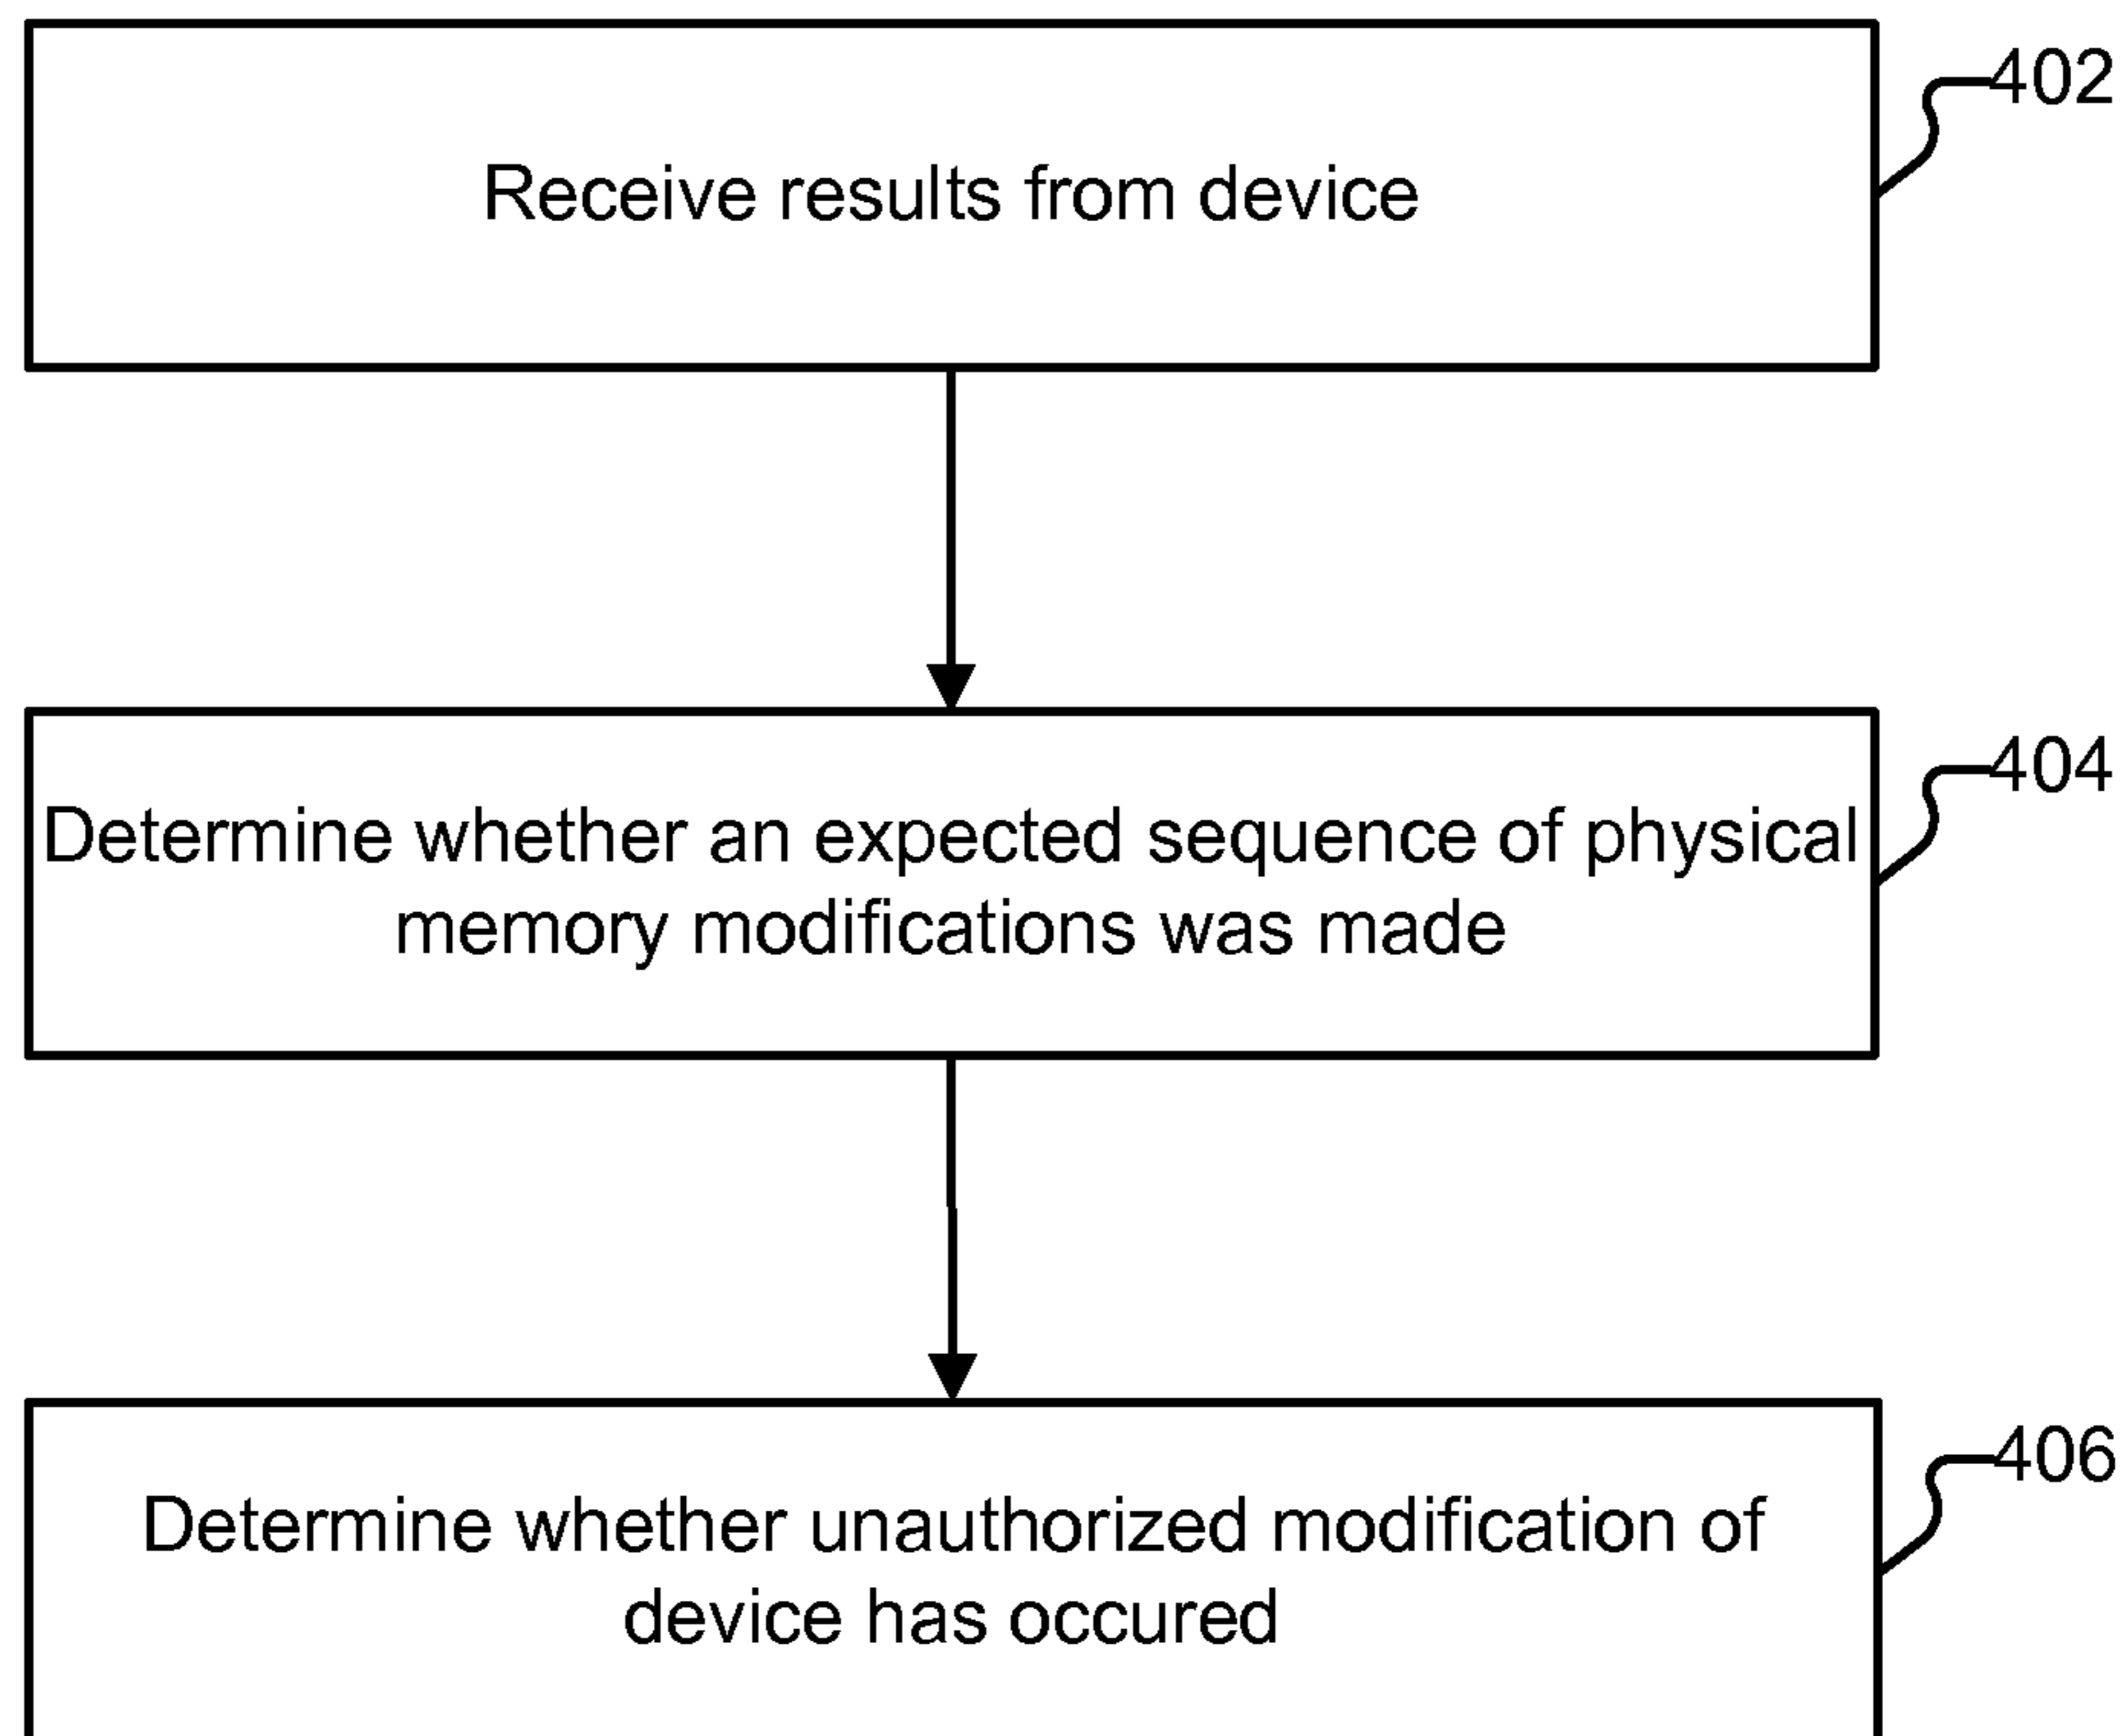 402
Receive results from device
404
Determine whether an expected sequence of physical
memory modifications was made
406
Determine whether unauthorized modification of
device has occured